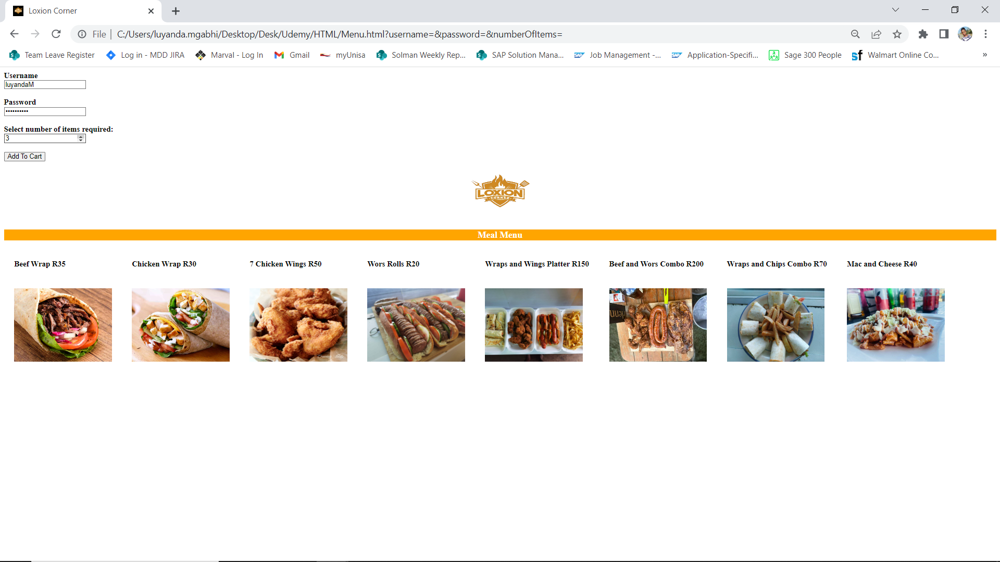 Loxion Corner
File
C:/Users/luyanda.mgabhi/Desktop/Desk/Udemy/HTML/Menu.html?username=&password=&numberOfItems=
Team Leave Register
Log in - MDD JIRA
Marval - Log In
Gmail
myUnisa
Solman Weekly Rep...
SAP Solution Mana...
Job Management -...
Application-Specifi...
Sage 300 People
Walmart Online Co...
»
Username
luyandaM
Password
••••••••••
Select number of items required:
3
Add To Cart
LOXION
CORNER
Meal Menu
Beef Wrap R35
Chicken Wrap R30
7 Chicken Wings R50
Wors Rolls R20
Wraps and Wings Platter R150
Beef and Wors Combo R200
Wraps and Chips Combo R70
Mac and Cheese R40